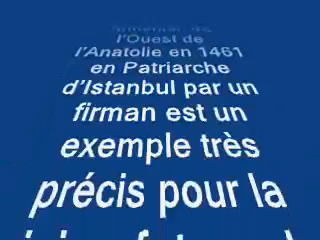 l'Ouest de
l'Anatolie en 1461
en Patriarche
d'Istanbul par un
firman est un
exemple très
précis pour la